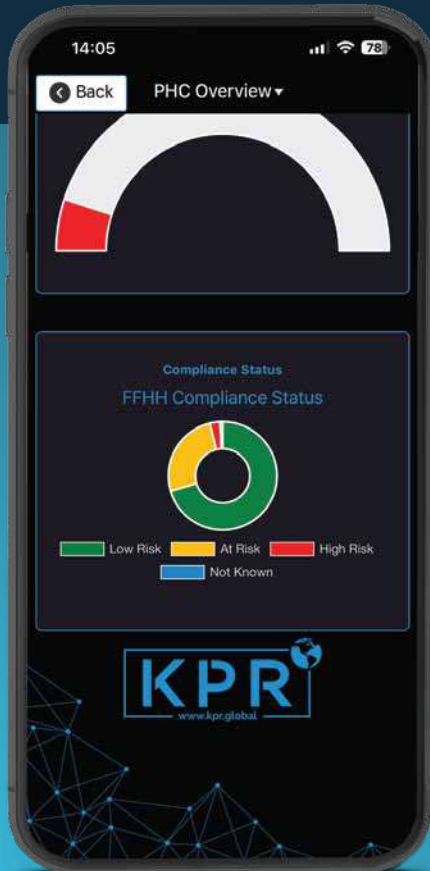 14:05
78
Back
PHC Overview
Compliance Status
FFHH Compliance Status
Low Risk
At Risk
High Risk
Not Known
KPR
www.kpr.global